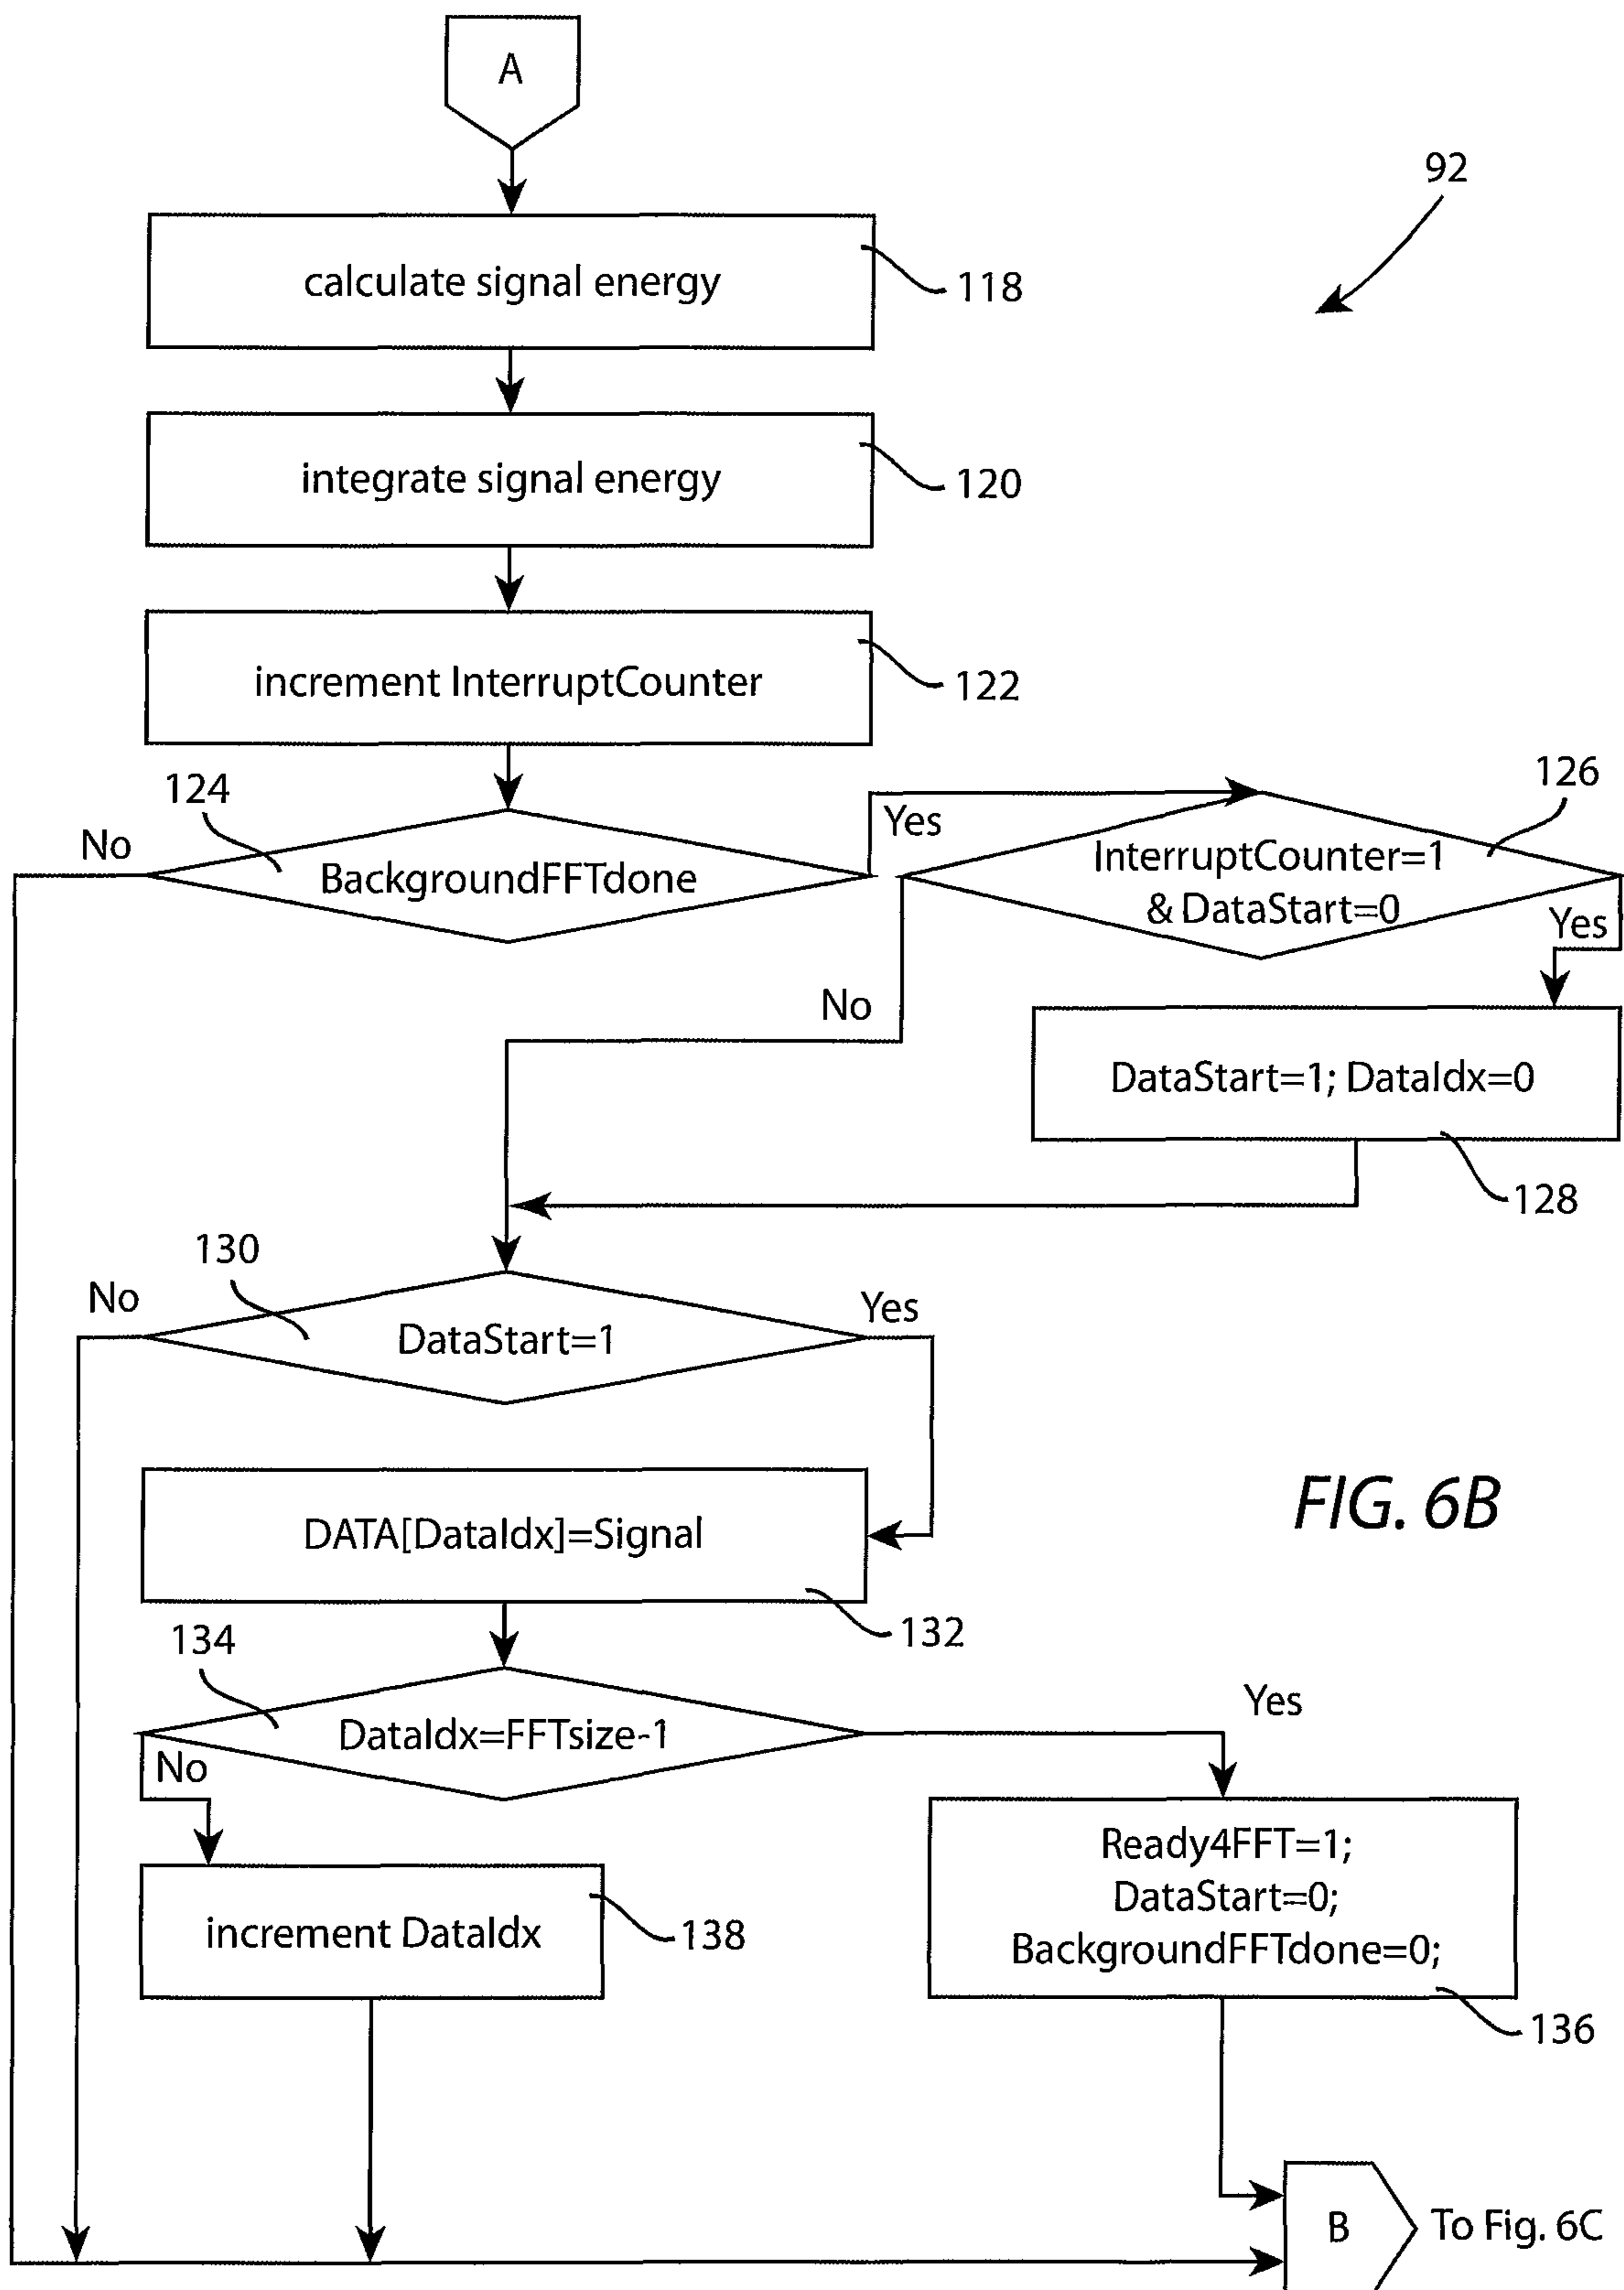 A
92
calculate signal energy
118
integrate signal energy
120
increment InterruptCounter
122
124
126
No
BackgroundFFTdone
Yes
InterruptCounter=1
& DataStart=0
Yes
No
DataStart=1; DataIdx=0
128
130
No
DataStart=1
Yes
DATA[DataIdx]=Signal
132
FIG. 6B
134
DataIdx=FFTsize-1
Yes
No
increment DataIdx
138
Ready4FFT=1;
DataStart=0;
BackgroundFFTdone=0;
136
B
To Fig. 6C